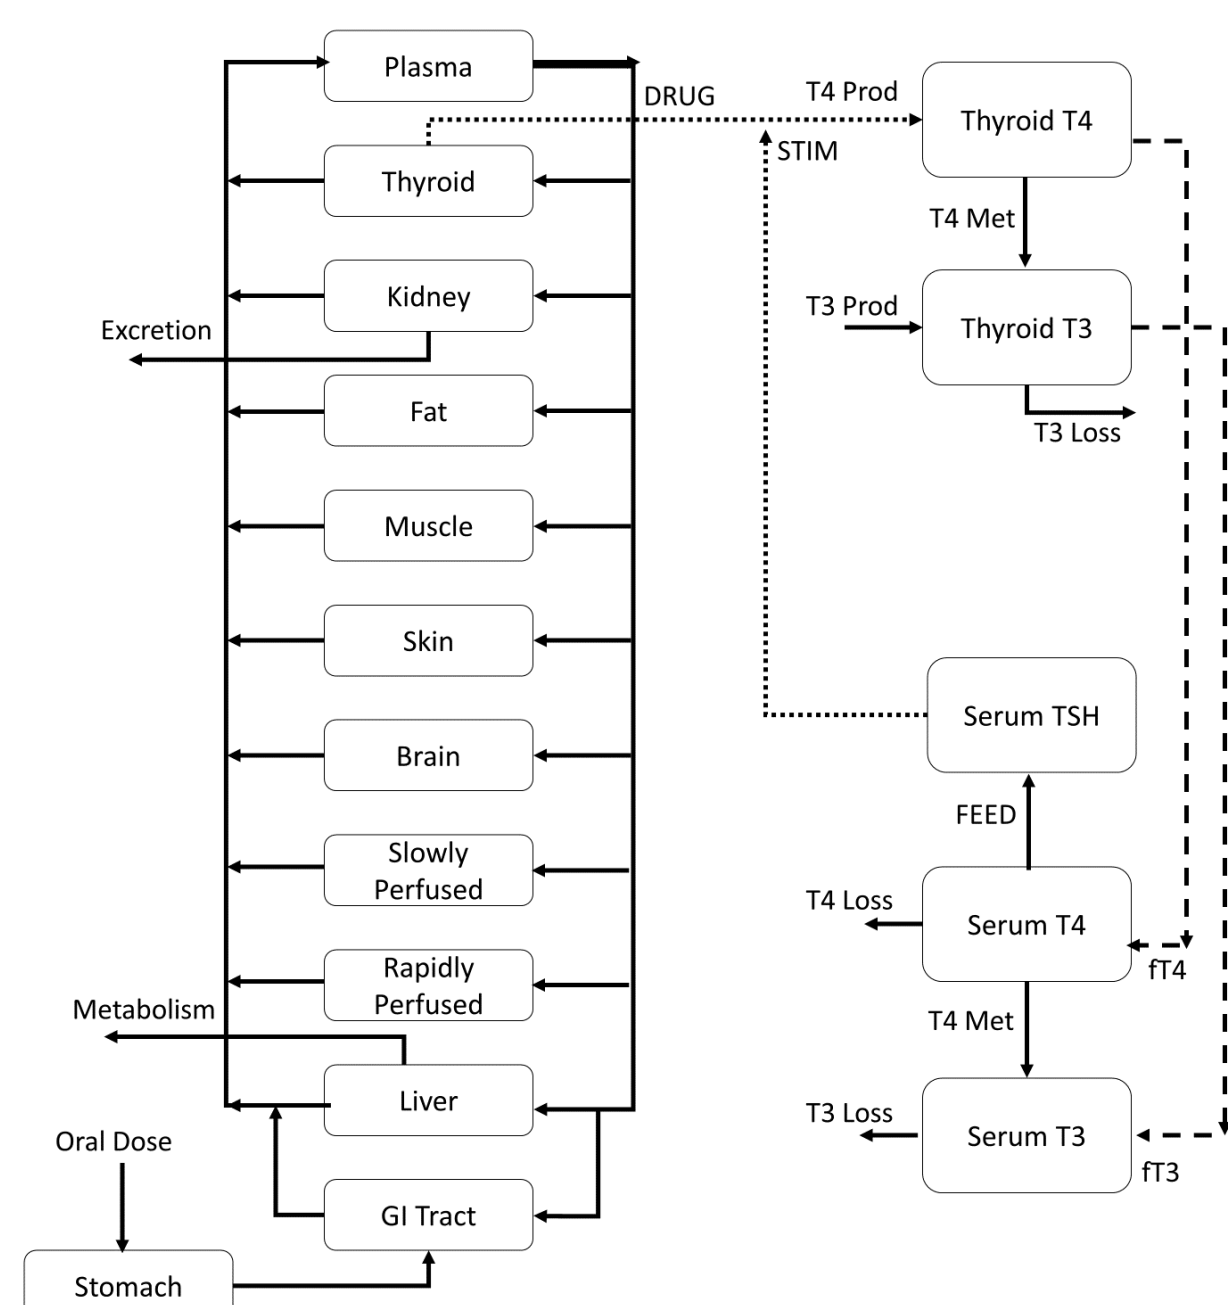 Plasma
DRUG
T4 Prod
Thyroid T4
STIM
Thyroid
T4 Met
Kidney
T3 Prod
Thyroid T3
Excretion
Fat
T3 Loss
Muscle
Skin
Serum TSH
Brain
FEED
Slowly
Perfused
T4 Loss
Serum T4
Rapidly
Perfused
fT4
Metabolism
T4 Met
Liver
T3 Loss
Serum T3
Oral Dose
fT3
GI Tract
Stomach